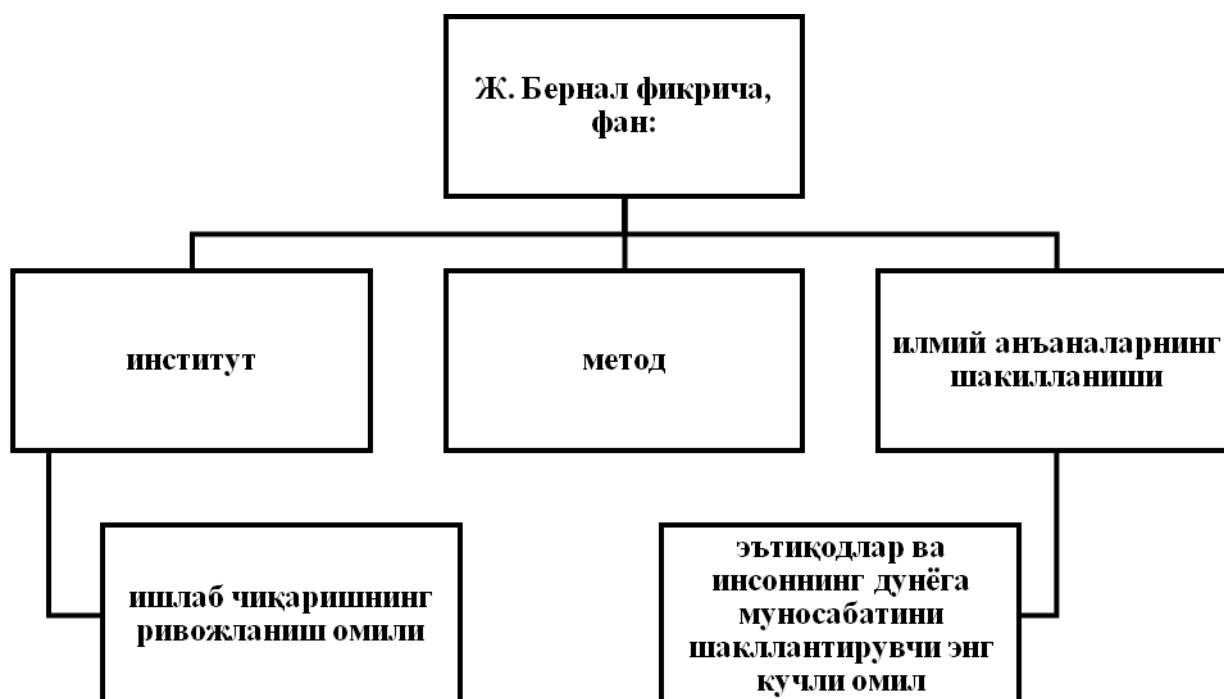 Ж. Бернал фикрича,
фан:
институт
метод
илмий анъаналарнинг
шакилланиши
ишлаб чиқаришнинг
ривожланиш омили
эътиқодлар ва
инсоннинг дунёга
муносабатини
шакллантирувчи энг
кучли омил